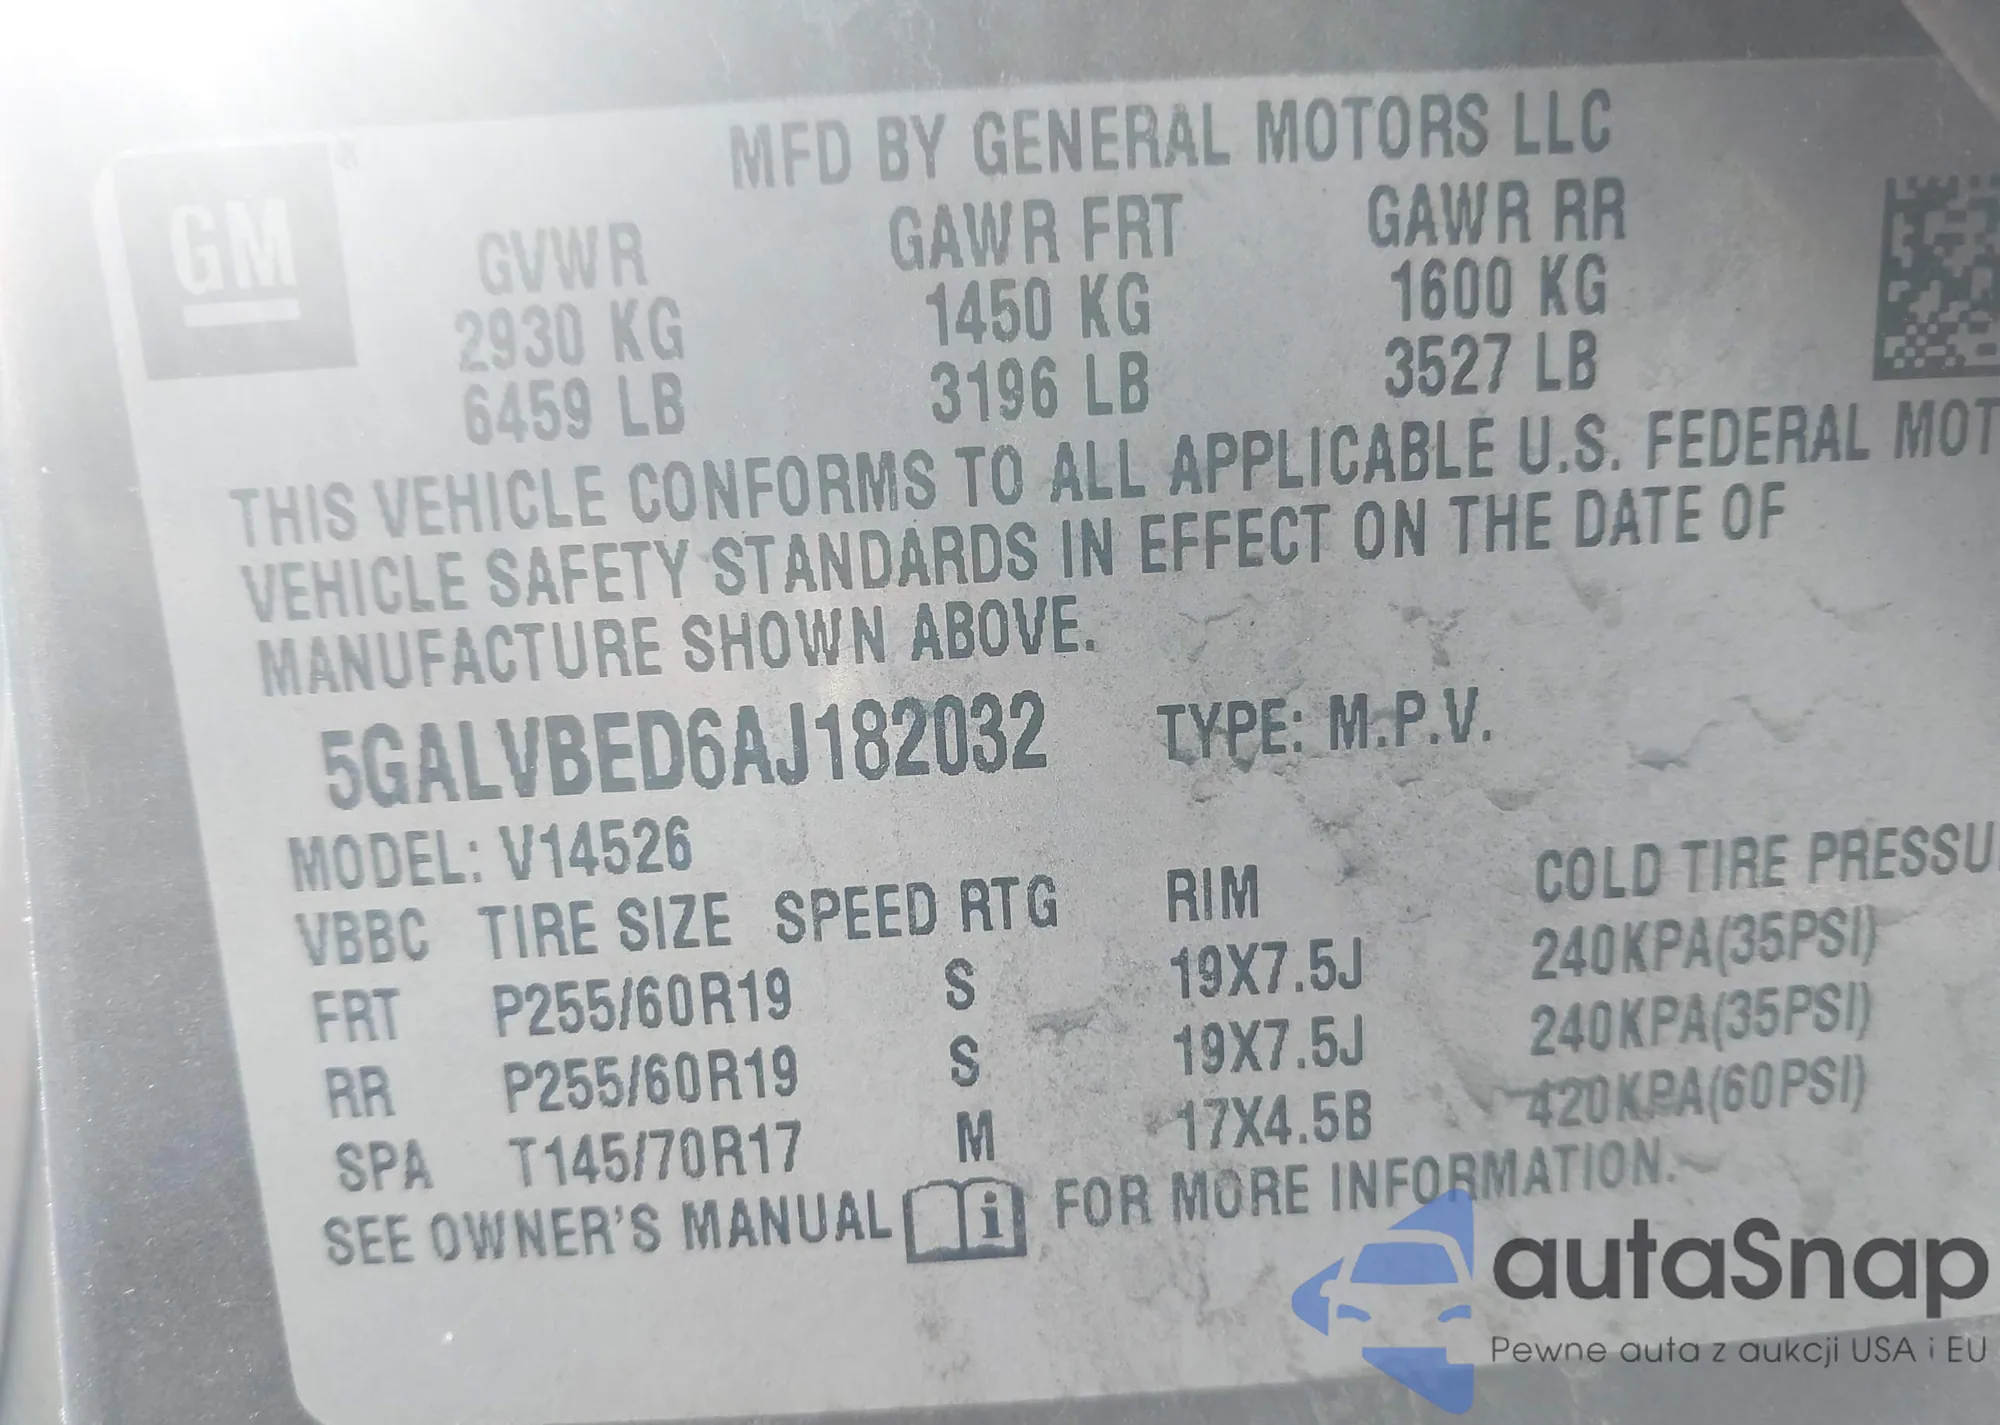 MFD BY GENERAL MOTORS LLC
GM
GVWR GAWR FRT GAWR RR
2930 KG 1450 KG 1600 KG
6459 LB 3196 LB 3527 LB
THIS VEHICLE CONFORMS TO ALL APPLICABLE U.S. FEDERAL MOT
VEHICLE SAFETY STANDARDS IN EFFECT ON THE DATE OF
MANUFACTURE SHOWN ABOVE.
5GALVBED6AJ182032 TYPE: M.P.V.
MODEL: V14526
VBBC TIRE SIZE SPEED RTG RIM COLD TIRE PRESSU
FRT P255/60R19 S 19X7.5J 240KPA(35PSI)
RR P255/60R19 S 19X7.5J 240KPA(35PSI)
SPA T145/70R17 M 17X4.5B 420KPA(60PSI)
SEE OWNER'S MANUAL i FOR MORE INFORMATION.
autaSnap
Pewne auta z aukcji USA i EU